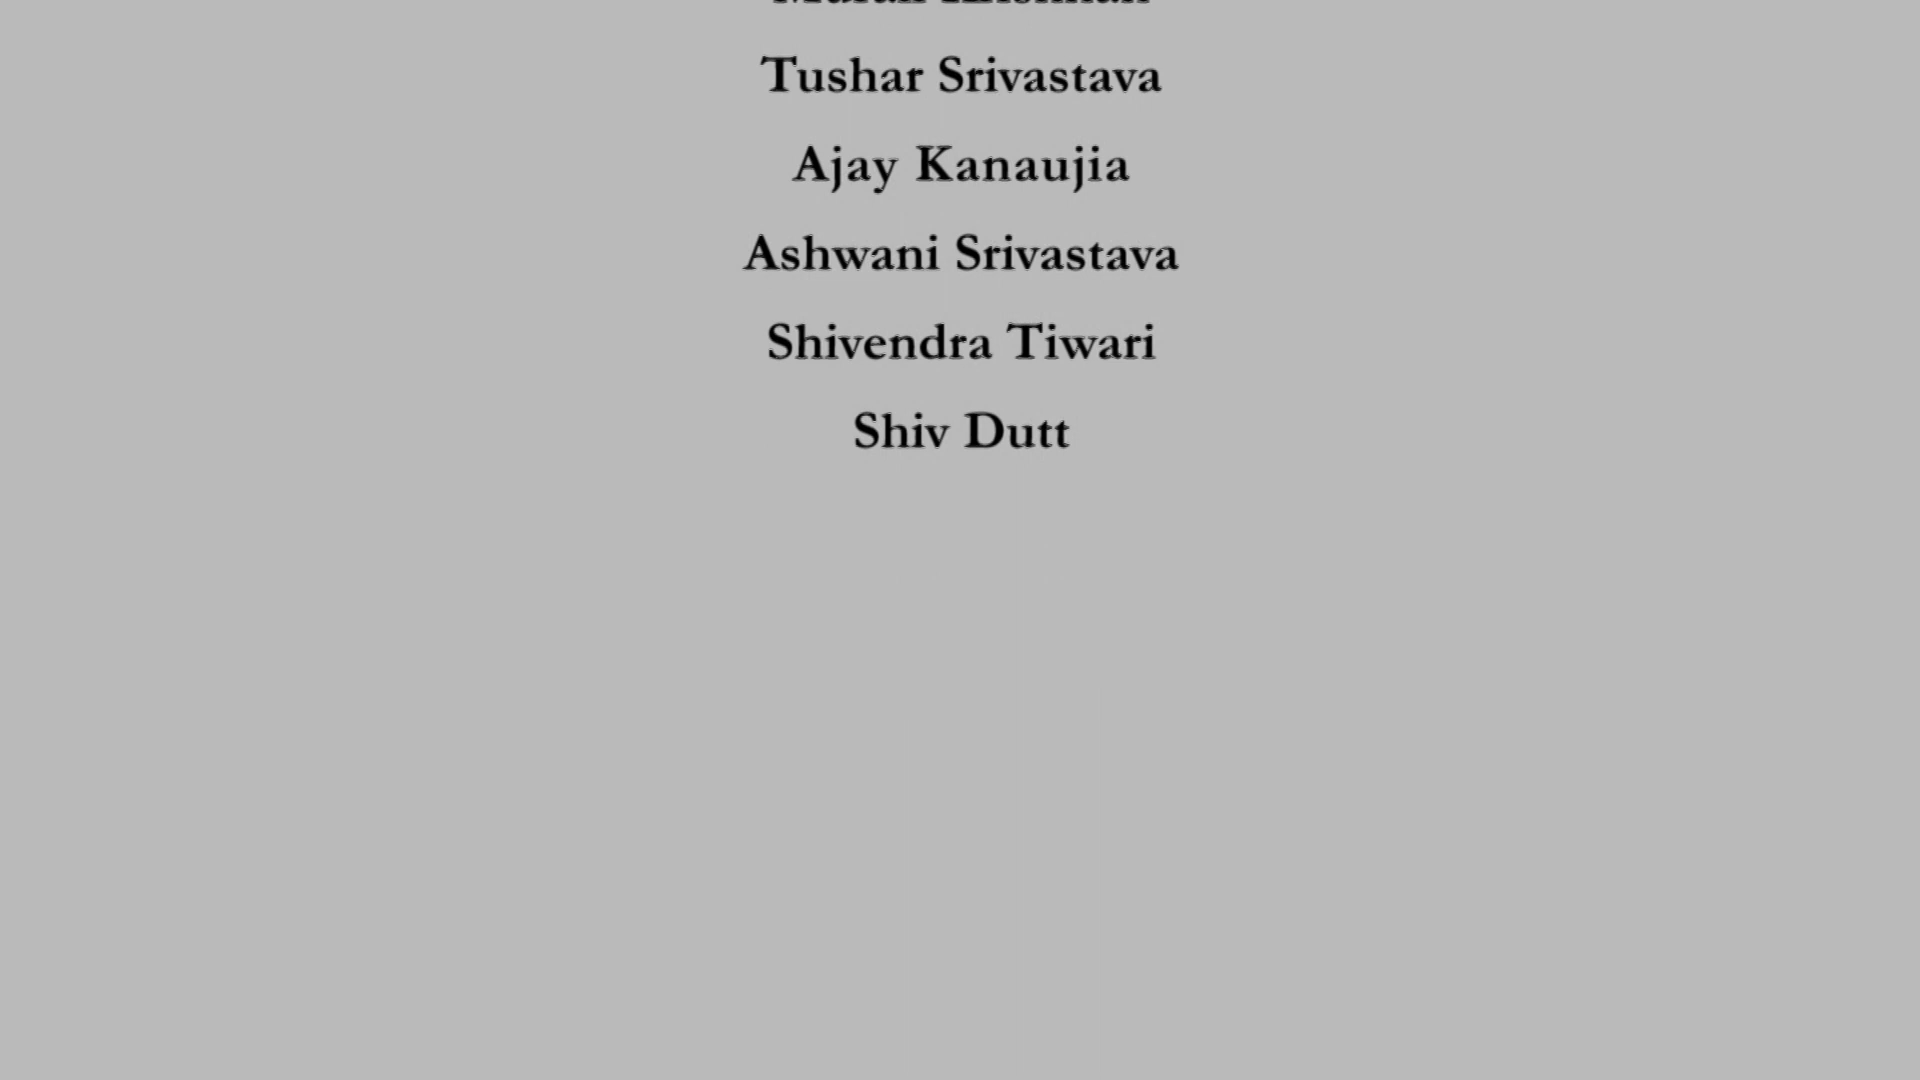 Tushar Srivastava
Ajay Kanaujia
Ashwani Srivastava
Shivendra Tiwari
Shiv Dutt